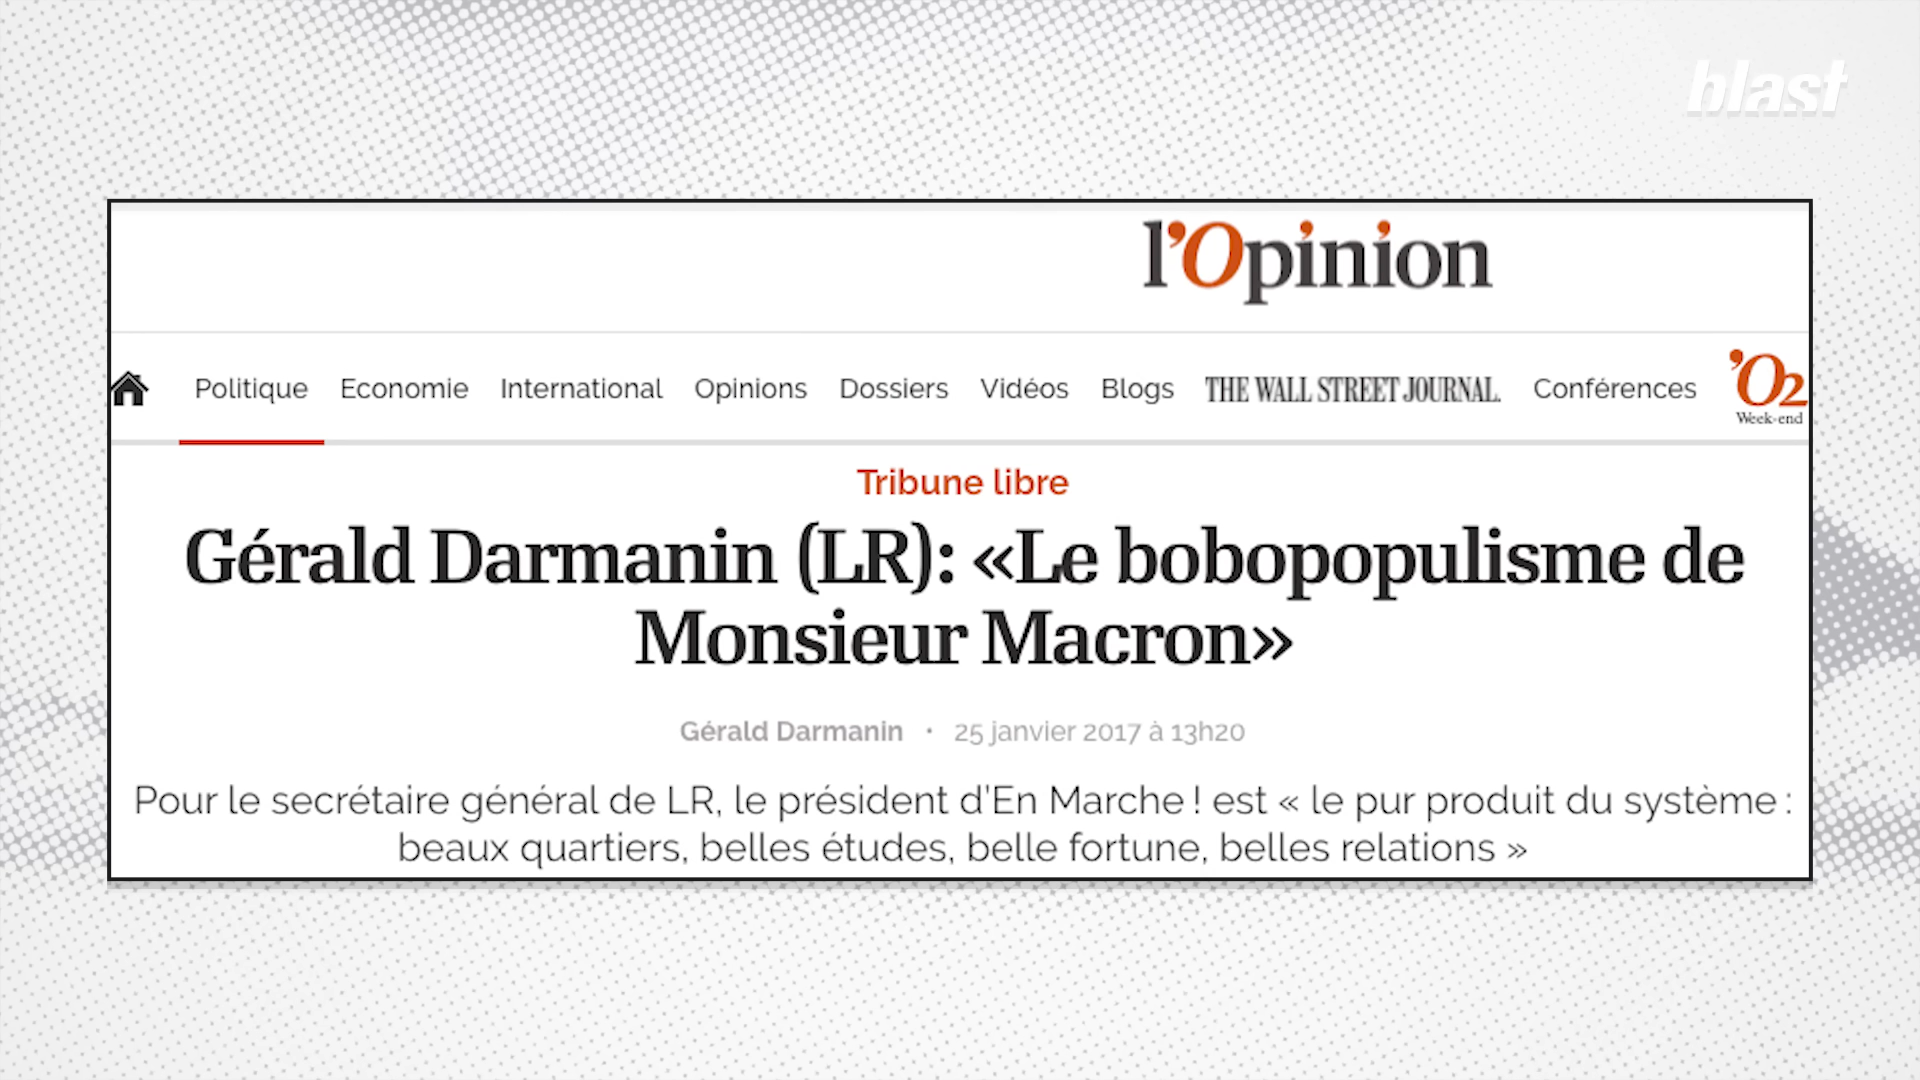 blast
l'Opinion
Politique Economie International Opinions Dossiers Vidéos Blogs THE WALL STREET JOURNAL. Conférences 'O2 Week-end
Tribune libre
Gérald Darmanin (LR): «Le bobopopulisme de
Monsieur Macron»
Gérald Darmanin • 25 janvier 2017 à 13h20
Pour le secrétaire général de LR, le président d'En Marche ! est « le pur produit du système :
beaux quartiers, belles études, belle fortune, belles relations »